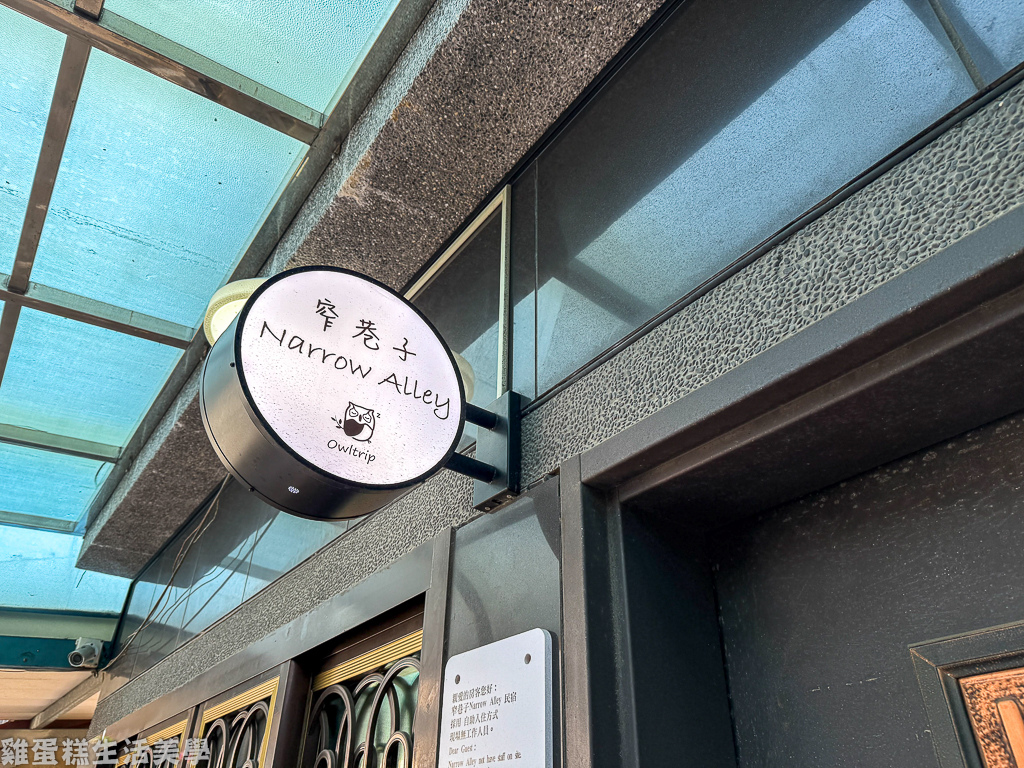 窄巷子
Narrow Alley
Owltrip
親愛的房客您好：
窄巷子Narrow Alley 民宿
採用 自助入住方式
現場無工作人員。
Dear Guest：
Narrow Alley not have staff on site.
雞蛋糕生活美學